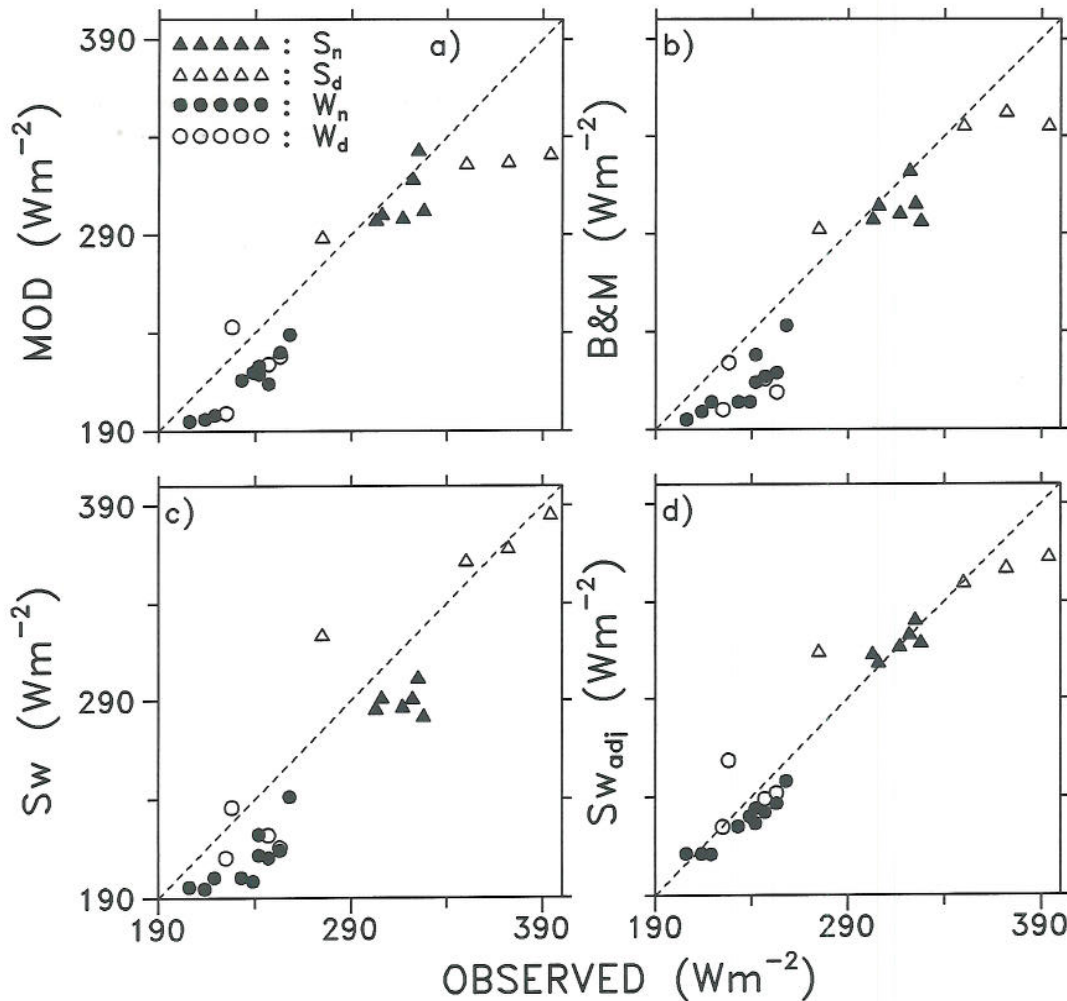 390
a)
▲▲▲▲▲ : Sn
△△△△△ : Sd
●●●●● : Wn
○○○○○ : Wd
290
190
MOD (Wm−2)
b)
B&M (Wm−2)
390
c)
290
190
Sw (Wm−2)
190 290 390
d)
Swadj (Wm−2)
190 290 390
OBSERVED (Wm−2)